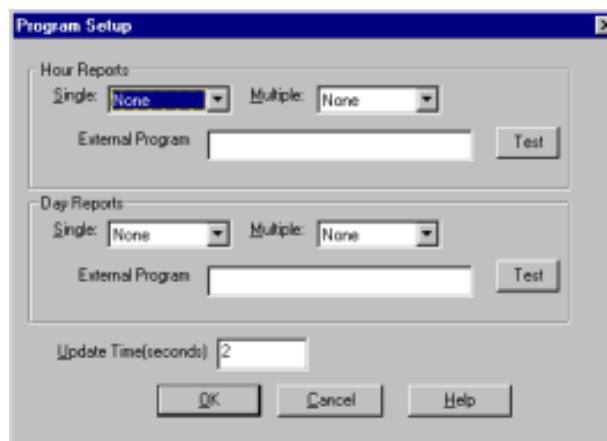 Program Setup
Hour Reports
Single: None Multiple: None
External Program Test
Day Reports
Single: None Multiple: None
External Program Test
Update Time(seconds) 2
OK Cancel Help